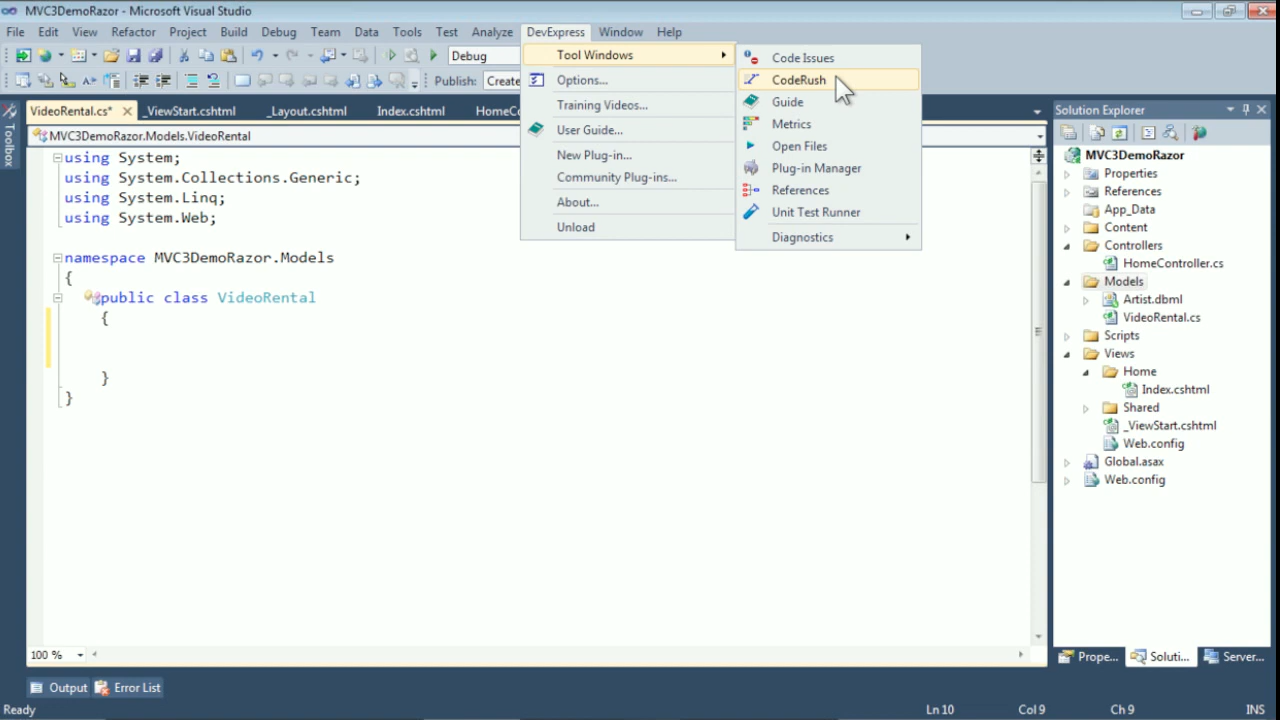 MVC3DemoRazor - Microsoft Visual Studio
File Edit View Refactor Project Build Debug Team Data Tools Test Analyze DevExpress Window Help
Debug
Publish: Create
Tool Windows
Options...
Training Videos...
User Guide...
New Plug-in...
Community Plug-ins...
About...
Unload
Code Issues
CodeRush
Guide
Metrics
Open Files
Plug-in Manager
References
Unit Test Runner
Diagnostics
Toolbox
VideoRental.cs* _ViewStart.cshtml _Layout.cshtml Index.cshtml HomeC
MVC3DemoRazor.Models.VideoRental
using System;
using System.Collections.Generic;
using System.Linq;
using System.Web;
namespace MVC3DemoRazor.Models
{
public class VideoRental
{
}
}
100 %
Solution Explorer
MVC3DemoRazor
Properties
References
App_Data
Content
Controllers
HomeController.cs
Models
Artist.dbml
VideoRental.cs
Scripts
Views
Home
Index.cshtml
Shared
_ViewStart.cshtml
Web.config
Global.asax
Web.config
Prope... Soluti... Server...
Output Error List
Ready Ln 10 Col 9 Ch 9 INS